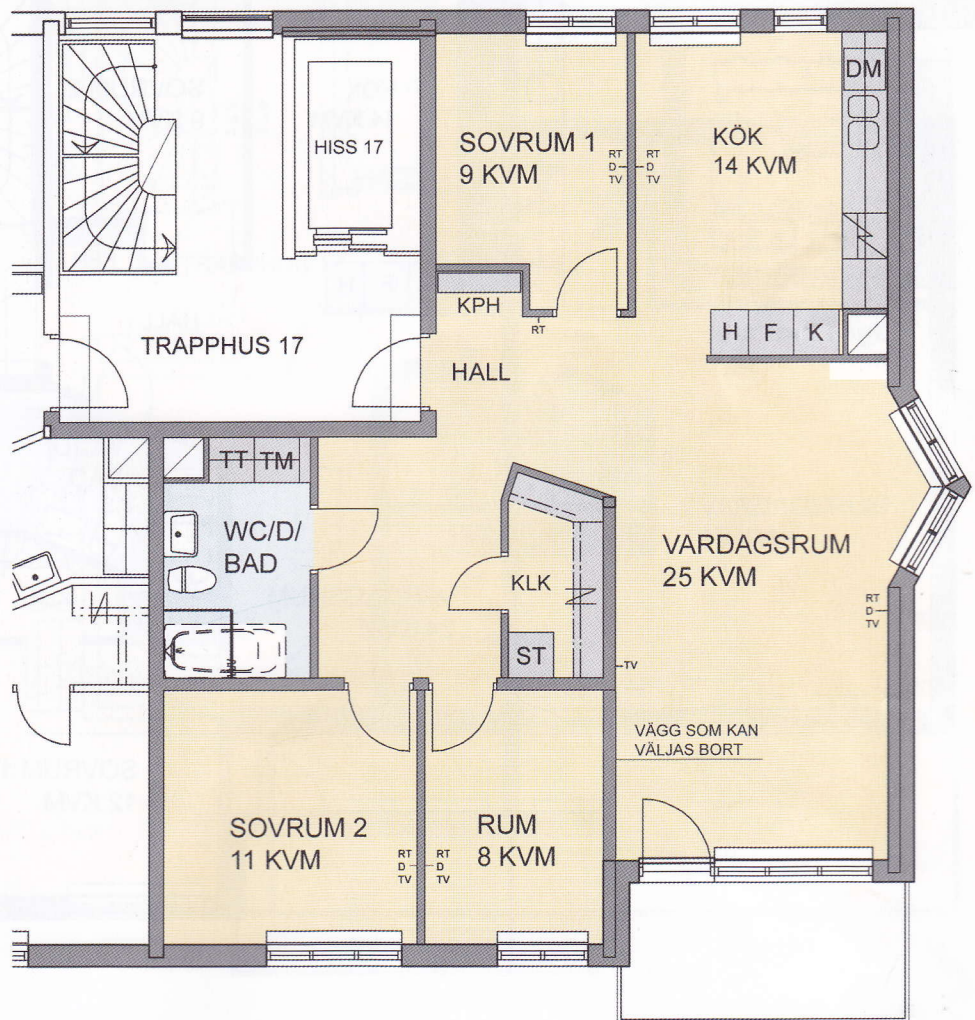 DM
SOVRUM 1
9 KVM
KÖK
14 KVM
HISS 17
RT
D
TV
RT
D
TV
KPH
RT
H F K
TRAPPHUS 17
HALL
TT TM
WC/D/
BAD
KLK
ST
VARDAGSRUM
25 KVM
RT
D
TV
TV
VÄGG SOM KAN
VÄLJAS BORT
SOVRUM 2
11 KVM
RUM
8 KVM
RT
D
TV
RT
D
TV